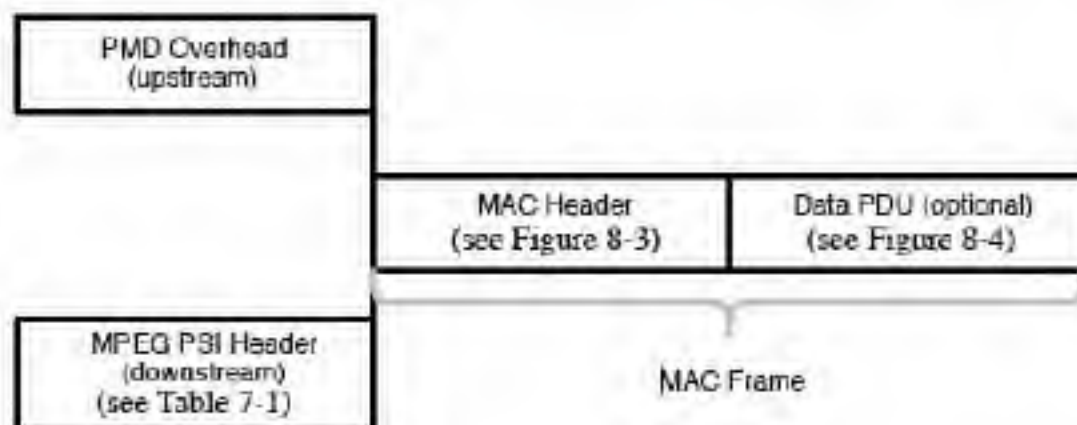 PMD Overhead
(upstream)
MAC Header
(see Figure 8-3)
Data PDU (optional)
(see Figure 8-4)
MPEG PSI Header
(downstream)
(see Table 7-1)
MAC Frame